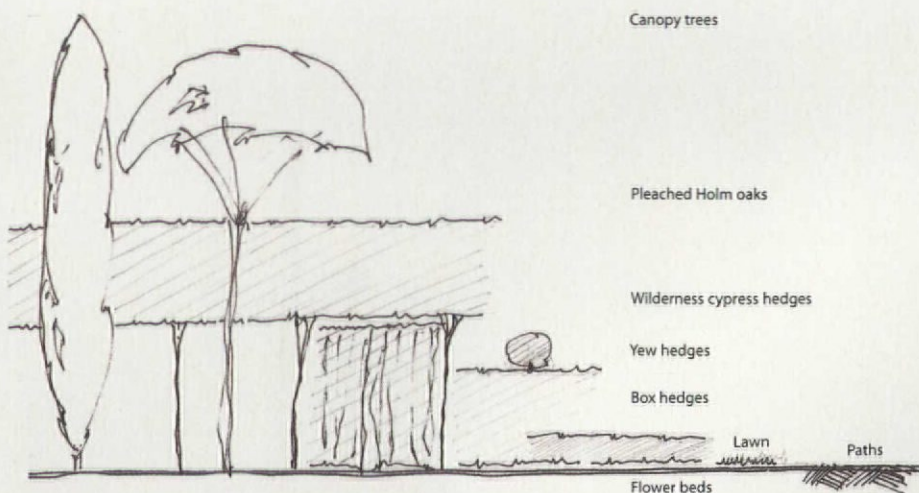 Canopy trees
Pleached Holm oaks
Wilderness cypress hedges
Yew hedges
Box hedges
Lawn
Paths
Flower beds